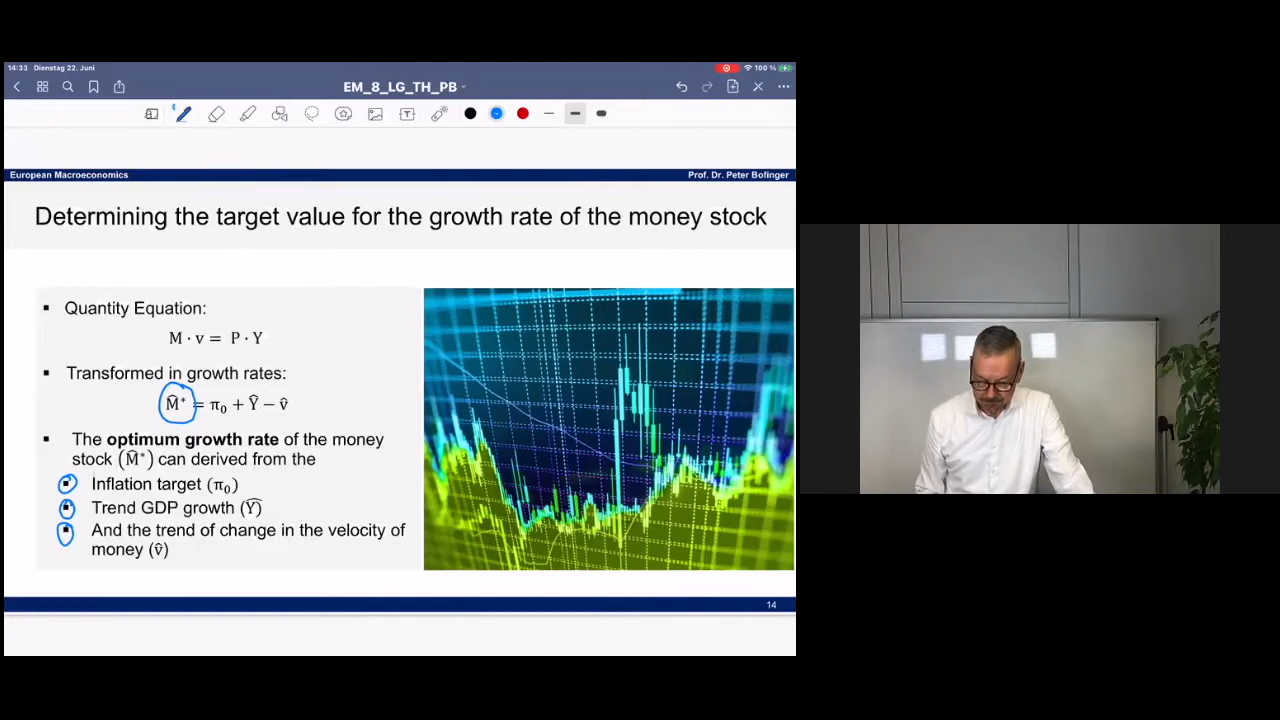 14:33 Dienstag 22. Juni
100 %
EM_8_LG_TH_PB
T
European Macroeconomics
Prof. Dr. Peter Bofinger
Determining the target value for the growth rate of the money stock
▪ Quantity Equation:
M · v = P · Y
▪ Transformed in growth rates:
M̂* = π₀ + Ŷ − v̂
▪ The optimum growth rate of the money
stock (M̂*) can derived from the
▪ Inflation target (π₀)
▪ Trend GDP growth (Ŷ)
▪ And the trend of change in the velocity of
money (v̂)
14